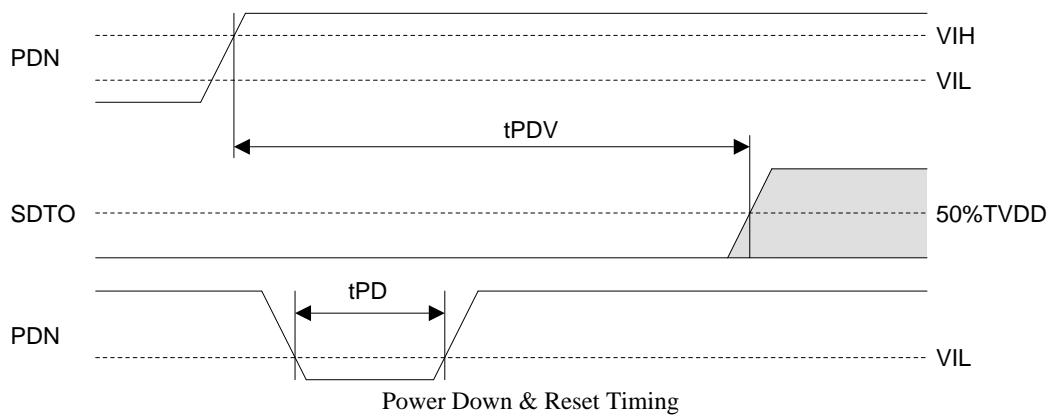 VIH
PDN
VIL
tPDV
SDTO
50%TVDD
tPD
PDN
VIL
Power Down & Reset Timing